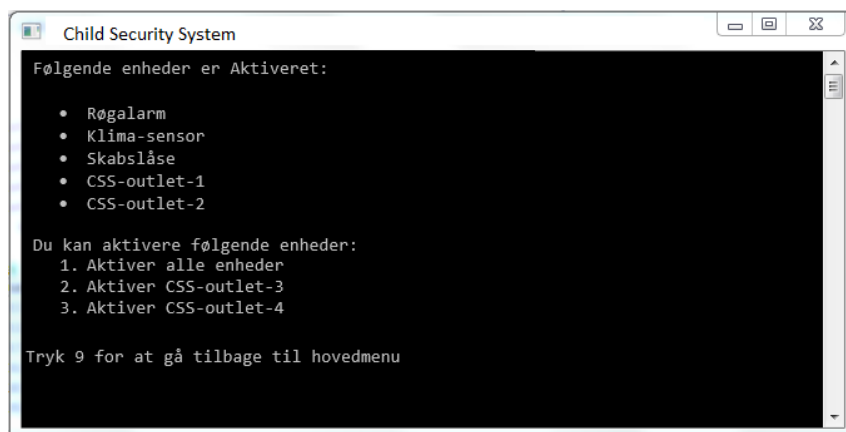 Child Security System
Følgende enheder er Aktiveret:
• Røgalarm
• Klima-sensor
• Skabslåse
• CSS-outlet-1
• CSS-outlet-2
Du kan aktivere følgende enheder:
1. Aktiver alle enheder
2. Aktiver CSS-outlet-3
3. Aktiver CSS-outlet-4
Tryk 9 for at gå tilbage til hovedmenu